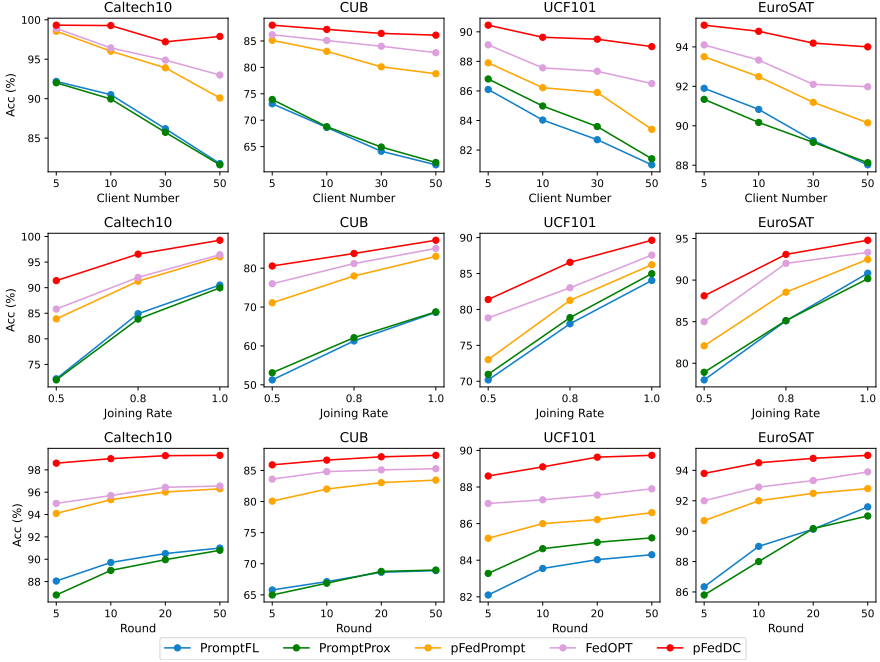 Caltech10 CUB UCF101 EuroSAT
100 95 90 85
Acc (%)
85 80 75 70 65
90 88 86 84 82
94 92 90 88
5 10 30 50 5 10 30 50 5 10 30 50 5 10 30 50
Client Number Client Number Client Number Client Number
Caltech10 CUB UCF101 EuroSAT
100 95 90 85 80 75
Acc (%)
80 70 60 50
90 85 80 75 70
95 90 85 80
0.5 0.8 1.0 0.5 0.8 1.0 0.5 0.8 1.0 0.5 0.8 1.0
Joining Rate Joining Rate Joining Rate Joining Rate
Caltech10 CUB UCF101 EuroSAT
98 96 94 92 90 88
Acc (%)
85 80 75 70 65
90 88 86 84 82
94 92 90 88 86
5 10 20 50 5 10 20 50 5 10 20 50 5 10 20 50
Round Round Round Round
PromptFL PromptProx pFedPrompt FedOPT pFedDC